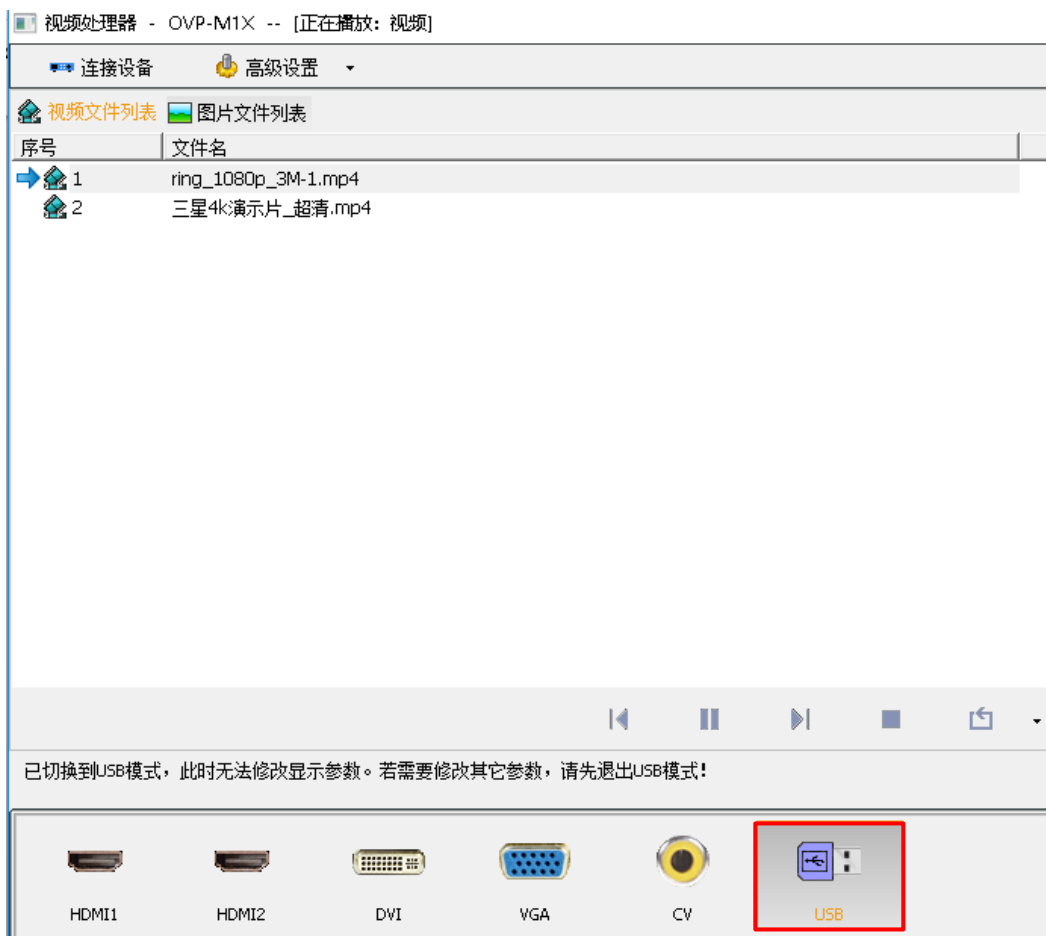 视频处理器 - OVP-M1X -- [正在播放: 视频]
连接设备 高级设置
视频文件列表 图片文件列表
序号 文件名
1 ring_1080p_3M-1.mp4
2 三星4k演示片_超清.mp4
已切换到USB模式，此时无法修改显示参数。若需要修改其它参数，请先退出USB模式!
HDMI1 HDMI2 DVI VGA CV USB